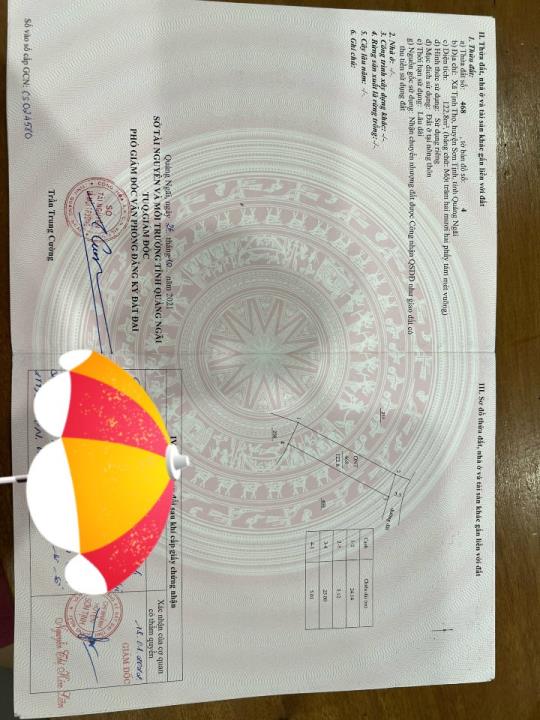 II. Thửa đất, nhà ở và tài sản khác gắn liền với đất
1. Thửa đất:
a) Thửa đất số: 468 , tờ bản đồ số: 4
b) Địa chỉ: Xã Tịnh Thọ, huyện Sơn Tịnh, tỉnh Quảng Ngãi
c) Diện tích: 122.8m², (bằng chữ: Một trăm hai mươi hai phẩy tám mét vuông)
d) Hình thức sử dụng: Sử dụng riêng
đ) Mục đích sử dụng: Đất ở tại nông thôn
e) Thời hạn sử dụng: Lâu dài
g) Nguồn gốc sử dụng: Nhận chuyển nhượng đất được Công nhận QSDĐ như giao đất có
thu tiền sử dụng đất
2. Nhà ở: -/-
3. Công trình xây dựng khác: -/-
4. Rừng sản xuất là rừng trồng: -/-
5. Cây lâu năm: -/-
6. Ghi chú:
Quảng Ngãi, ngày tháng 10 năm 2021
SỞ TÀI NGUYÊN VÀ MÔI TRƯỜNG TỈNH QUẢNG NGÃI
TUQ.GIÁM ĐỐC
PHÓ GIÁM ĐỐC VĂN PHÒNG ĐĂNG KÝ ĐẤT ĐAI
SỞ
TÀI NGUYÊN
Trần Trung Cường
Số vào sổ cấp GCN: CS024580
III. Sơ đồ thửa đất, nhà ở và tài sản khác gắn liền với đất
ONT
468
122.8
đường đi
Cạnh Chiều dài (m)
1-2 24.54
2-3
3-4 25.00
4-1 5.01
IV
đổi sau khi cấp giấy chứng nhận
Xác nhận của cơ quan
có thẩm quyền
GIÁM ĐỐC